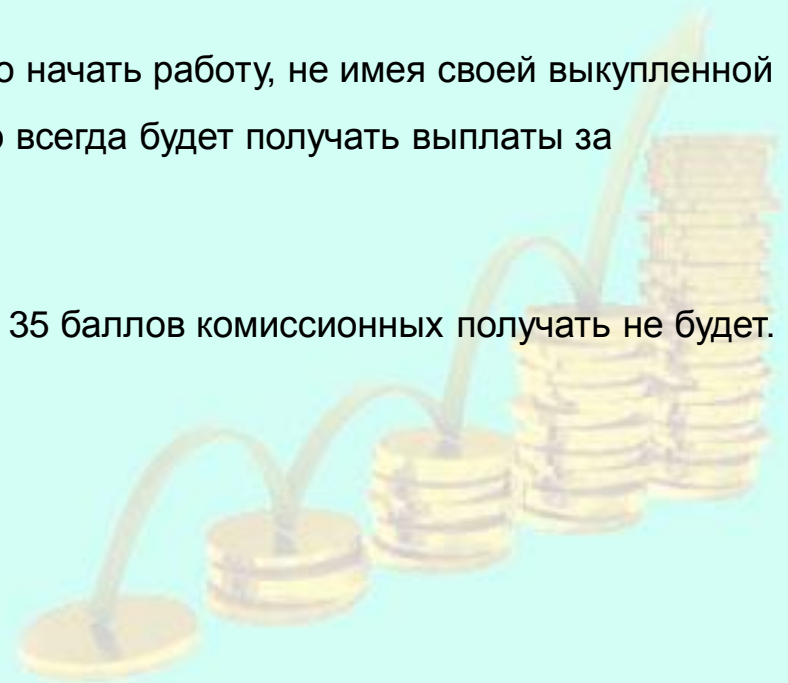 о начать работу, не имея своей выкупленной
о всегда будет получать выплаты за
35 баллов комиссионных получать не будет.